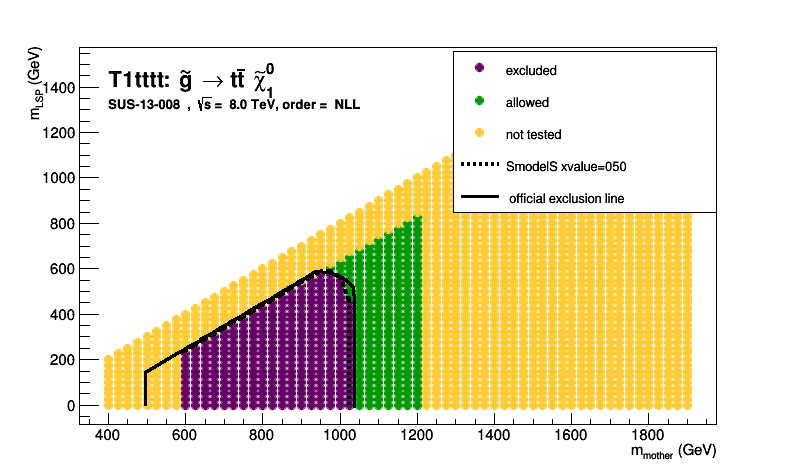 T1tttt: g̃ → tt̄ χ̃₁⁰
SUS-13-008 , √s = 8.0 TeV, order = NLL
excluded
allowed
not tested
SmodelS xvalue=050
official exclusion line
m_LSP (GeV)
1400
1200
1000
800
600
400
200
0
400 600 800 1000 1200 1400 1600 1800
m_mother (GeV)